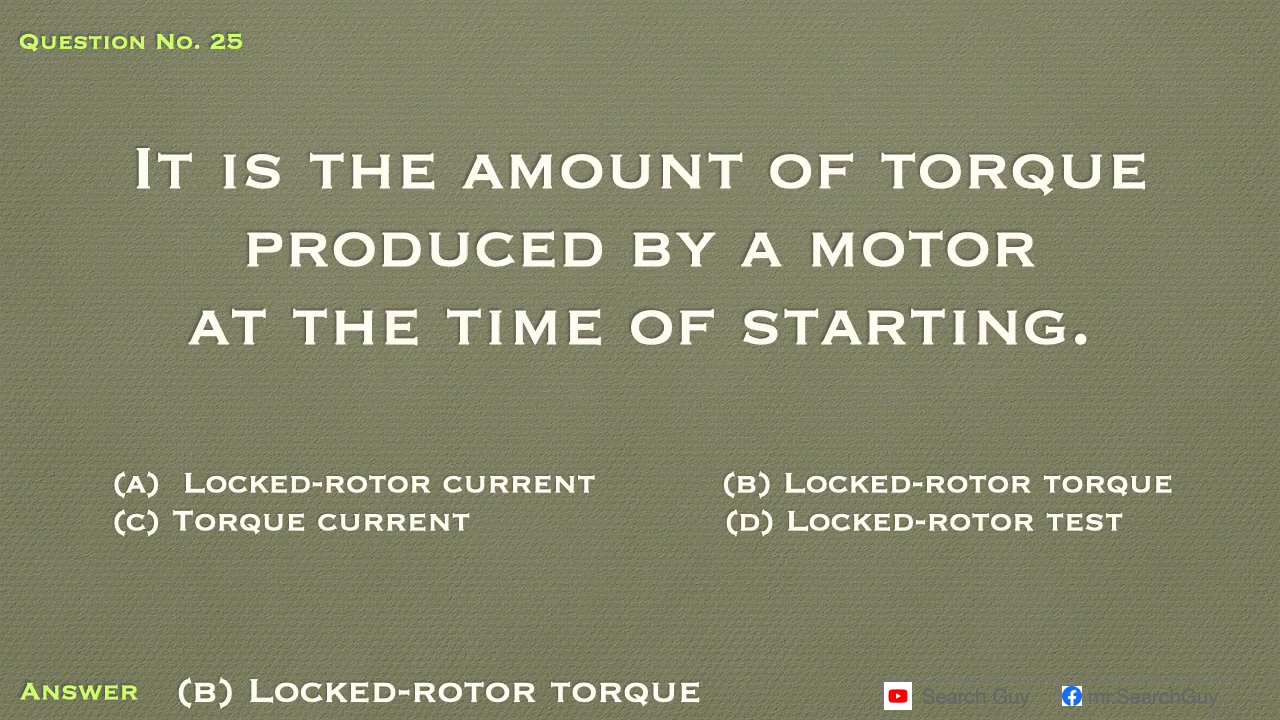 Question No. 25
It is the amount of torque
produced by a motor
at the time of starting.
(a) Locked-rotor current
(b) Locked-rotor torque
(c) Torque current
(d) Locked-rotor test
Answer (b) Locked-rotor torque
Search Guy mr.SearchGuy